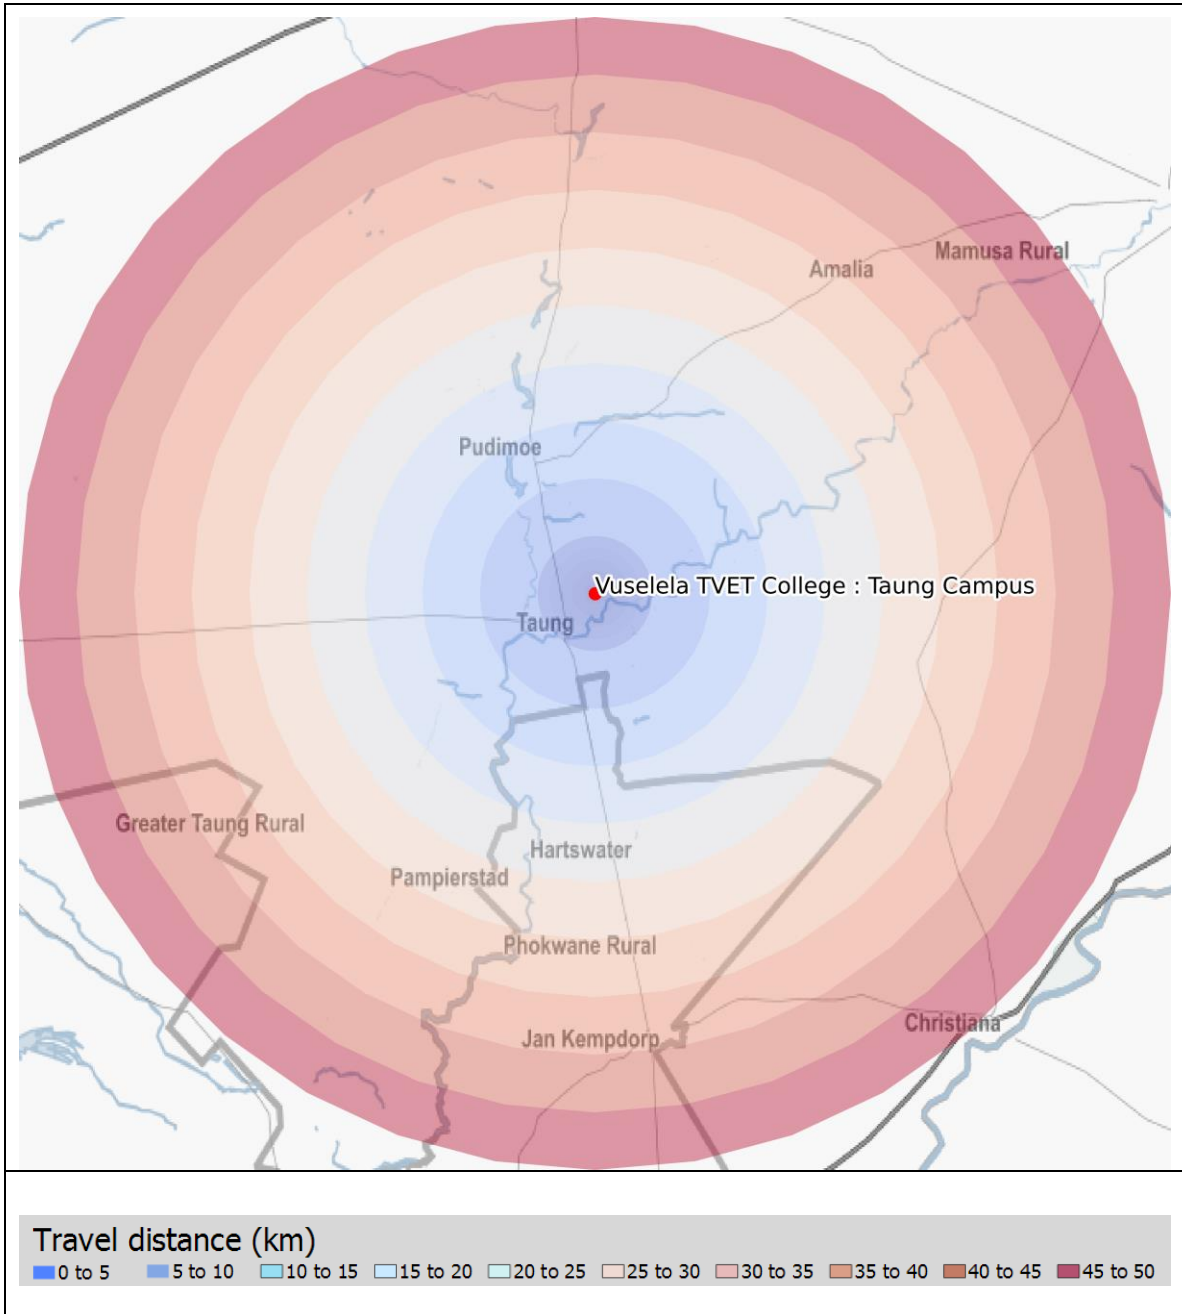 Mamusa Rural
Amalia
Pudimoe
Vuselela TVET College : Taung Campus
Taung
Greater Taung Rural
Hartswater
Pampierstad
Phokwane Rural
Christiana
Jan Kempdorp
Travel distance (km)
0 to 5 5 to 10 10 to 15 15 to 20 20 to 25 25 to 30 30 to 35 35 to 40 40 to 45 45 to 50